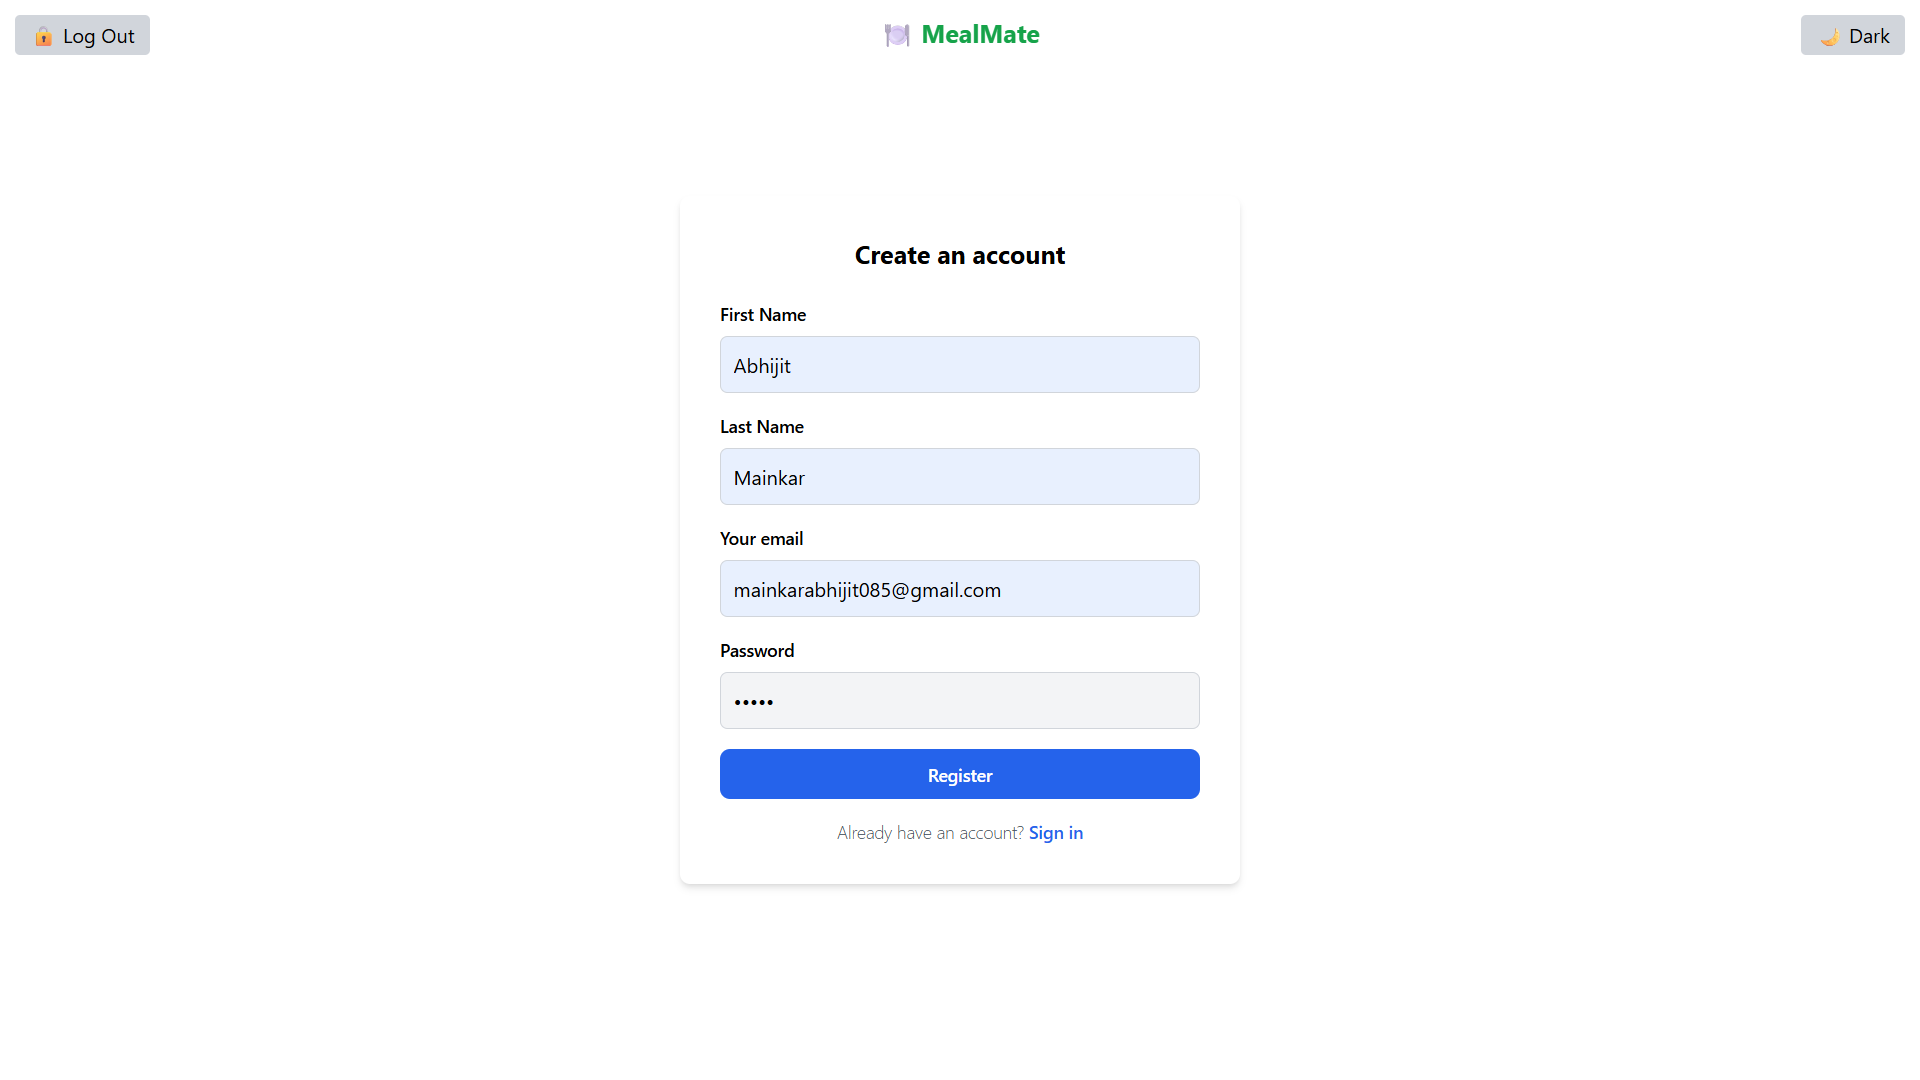 Log Out
MealMate
Dark
Create an account
First Name
Abhijit
Last Name
Mainkar
Your email
mainkarabhijit085@gmail.com
Password
•••••
Register
Already have an account? Sign in